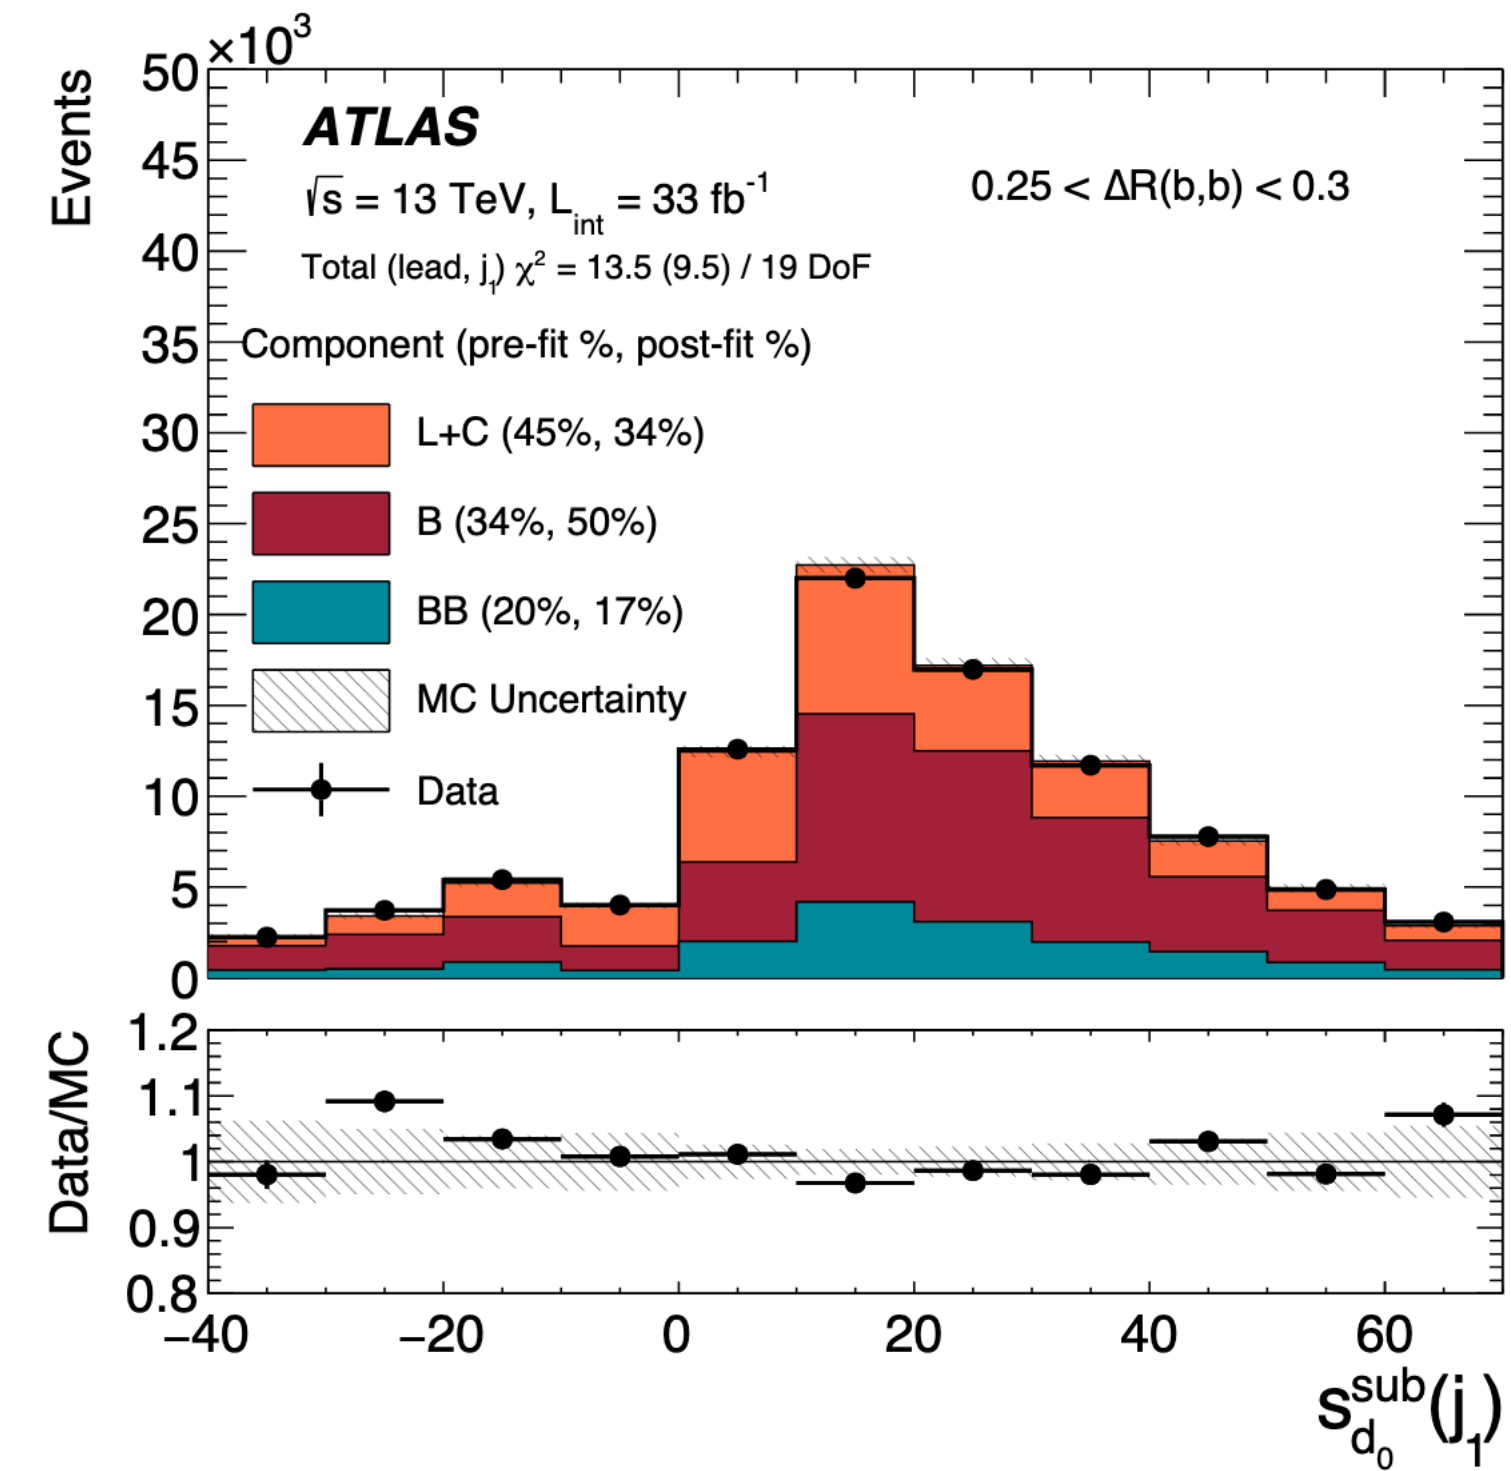 ×10³
50
45
40
35
30
25
20
15
10
5
0
Events
ATLAS
√s = 13 TeV, L_int = 33 fb⁻¹
0.25 < ΔR(b,b) < 0.3
Total (lead, j₁) χ² = 13.5 (9.5) / 19 DoF
Component (pre-fit %, post-fit %)
L+C (45%, 34%)
B (34%, 50%)
BB (20%, 17%)
MC Uncertainty
Data
1.2
1.1
1
0.9
0.8
Data/MC
−40 −20 0 20 40 60
s_d₀^sub(j₁)